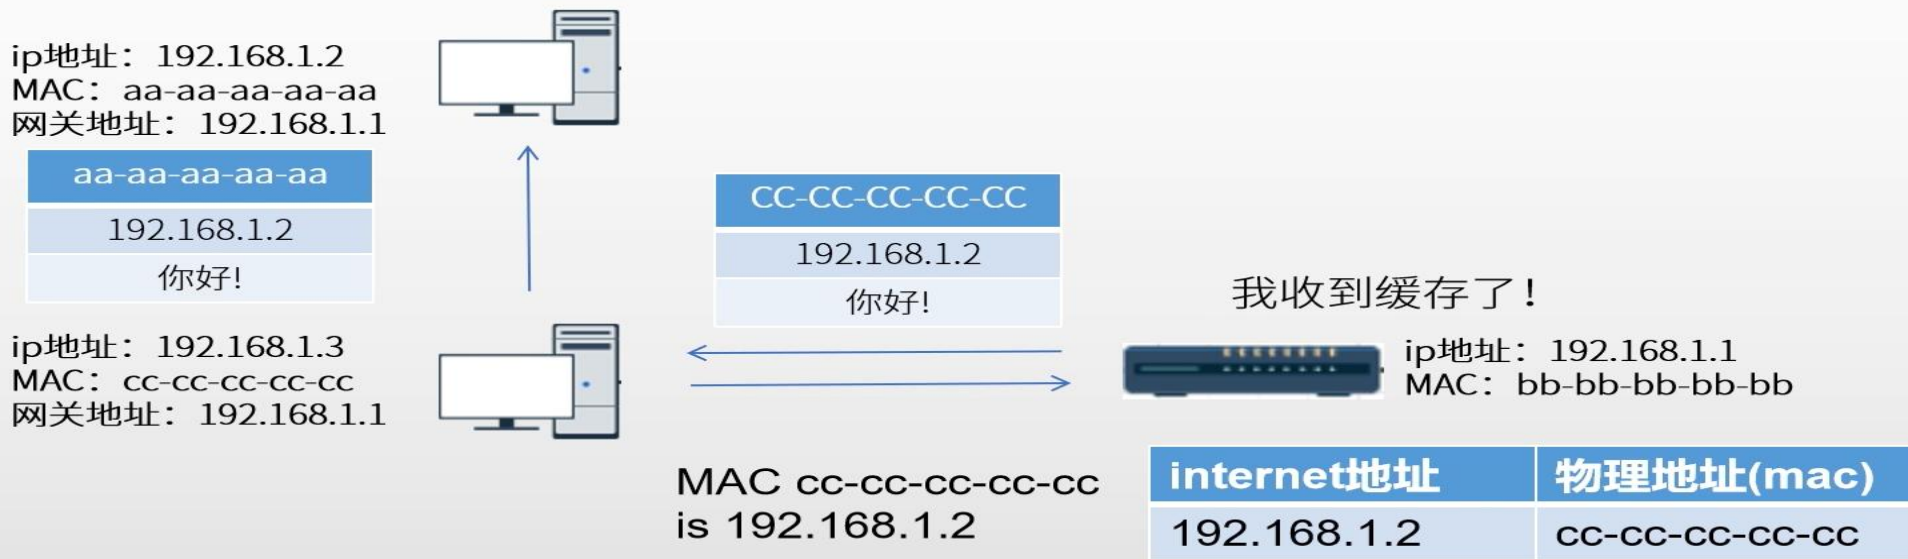 ip地址：192.168.1.2
MAC：aa-aa-aa-aa-aa
网关地址：192.168.1.1
aa-aa-aa-aa-aa
192.168.1.2
你好!
CC-CC-CC-CC-CC
192.168.1.2
你好!
我收到缓存了!
ip地址：192.168.1.3
MAC：cc-cc-cc-cc-cc
网关地址：192.168.1.1
ip地址：192.168.1.1
MAC：bb-bb-bb-bb-bb
MAC cc-cc-cc-cc-cc
is 192.168.1.2
internet地址 物理地址(mac)
192.168.1.2 cc-cc-cc-cc-cc